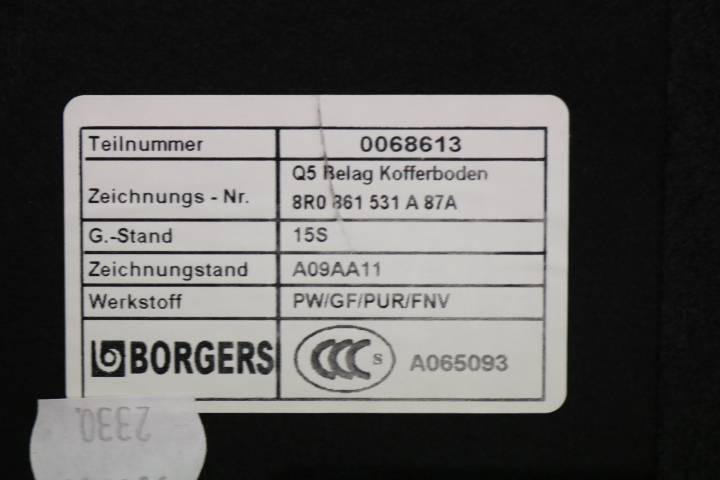 Teilnummer 0068613
Q5 Belag Kofferboden
Zeichnungs - Nr. 8R0 861 531 A 87A
G.-Stand 15S
Zeichnungstand A09AA11
Werkstoff PW/GF/PUR/FNV
BORGERS CCC S A065093
2330.